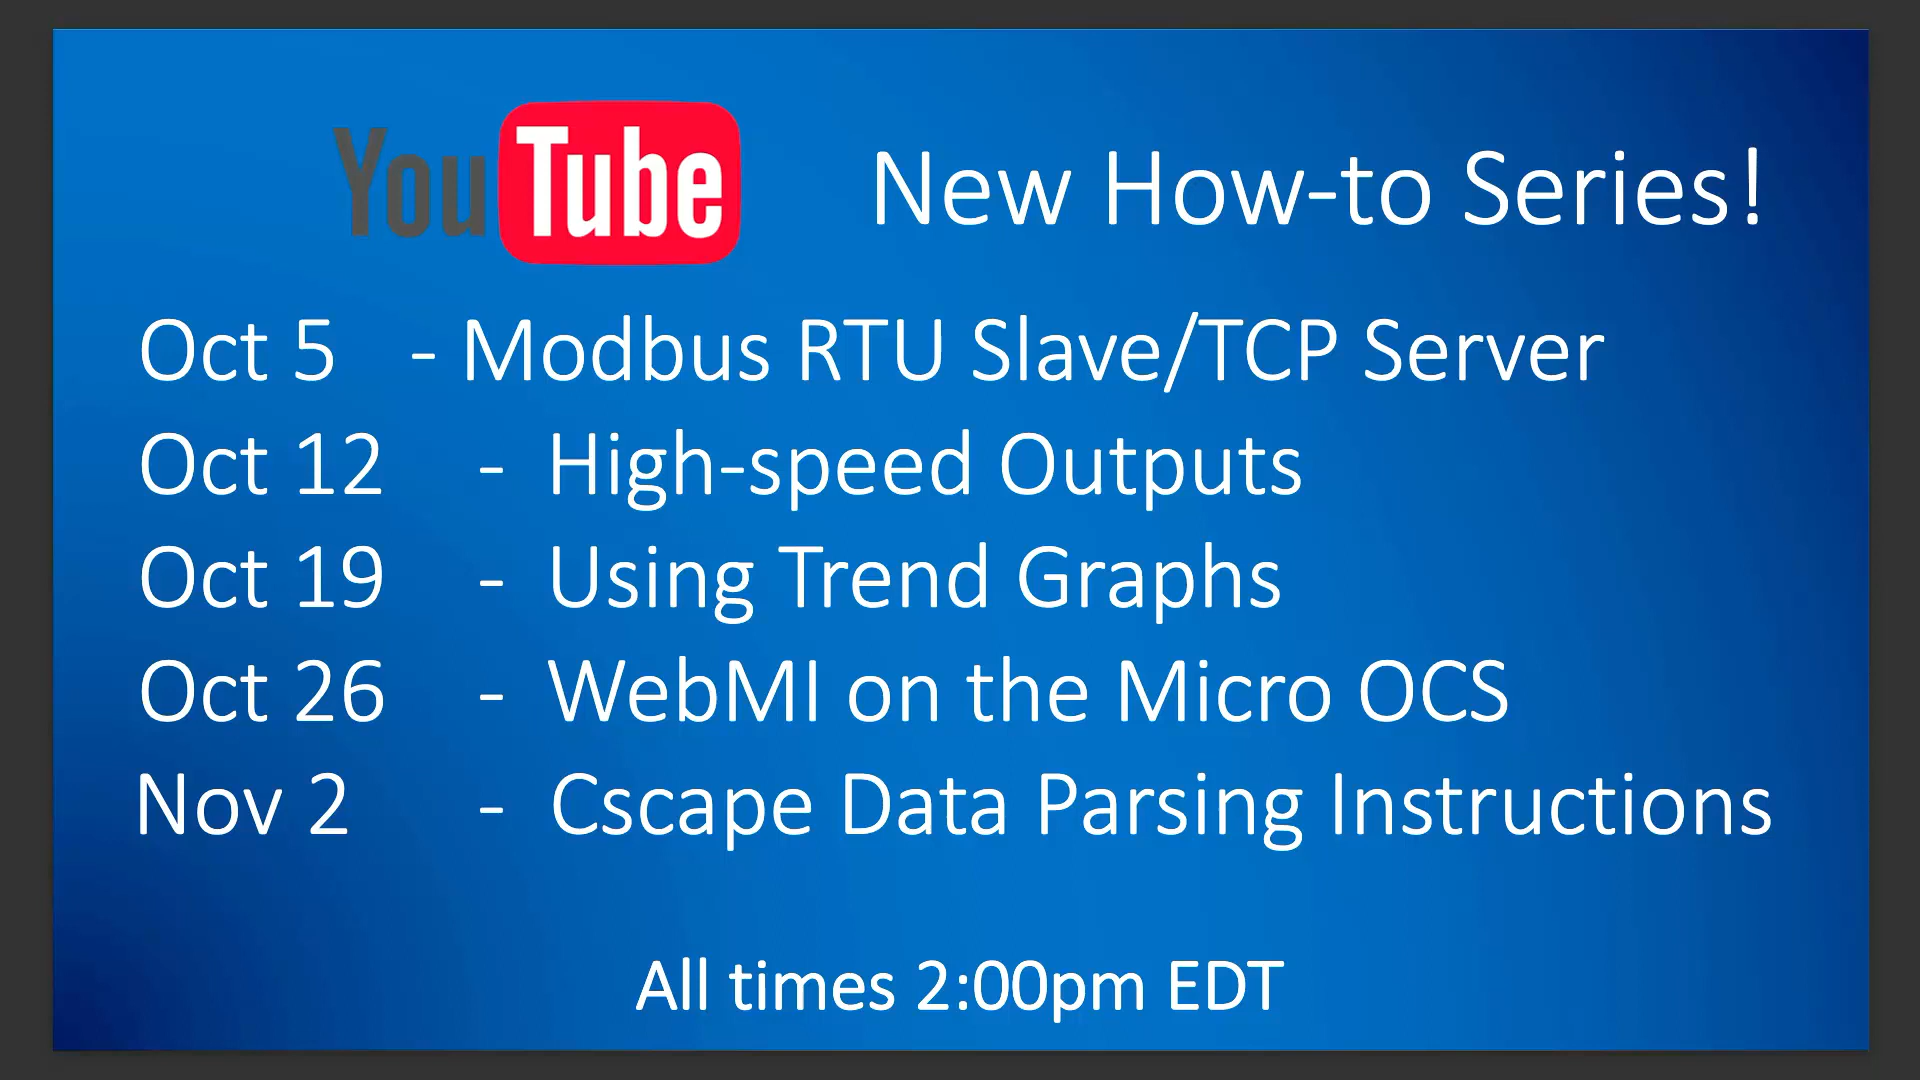 YouTube New How-to Series!
Oct 5 - Modbus RTU Slave/TCP Server
Oct 12 - High-speed Outputs
Oct 19 - Using Trend Graphs
Oct 26 - WebMI on the Micro OCS
Nov 2 - Cscape Data Parsing Instructions
All times 2:00pm EDT